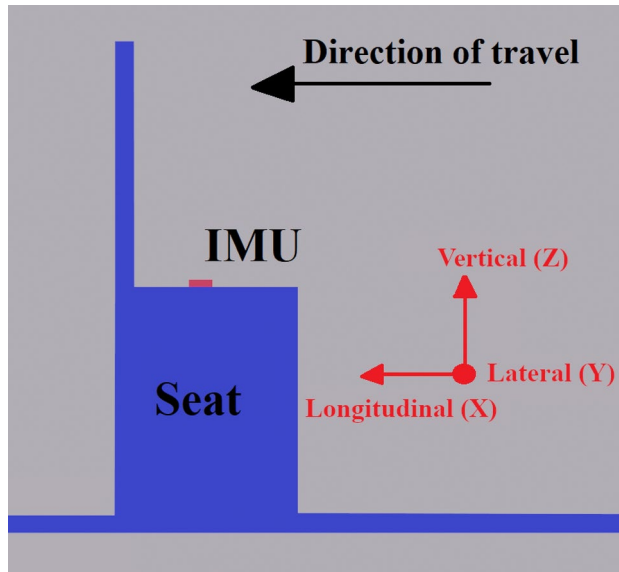 Direction of travel
IMU
Vertical (Z)
Lateral (Y)
Seat
Longitudinal (X)